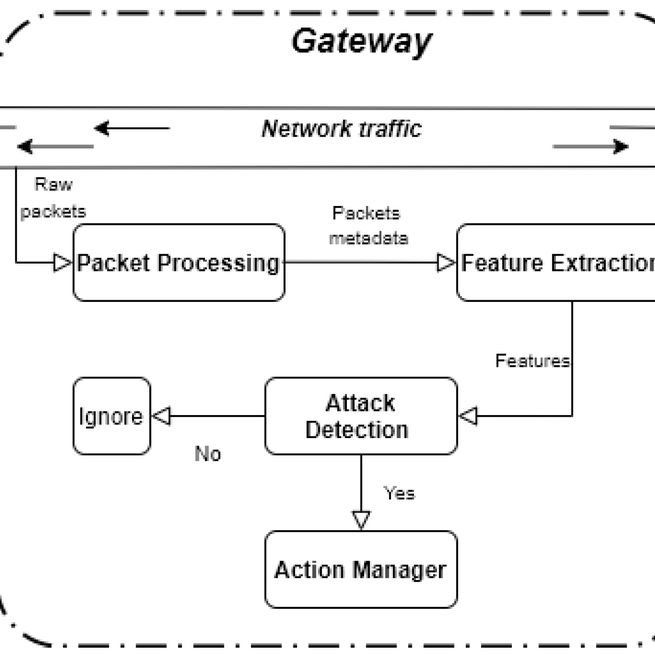 Gateway
Network traffic
Raw
packets
Packets
metadata
Packet Processing
Feature Extraction
Features
Attack
Detection
Ignore
No
Yes
Action Manager